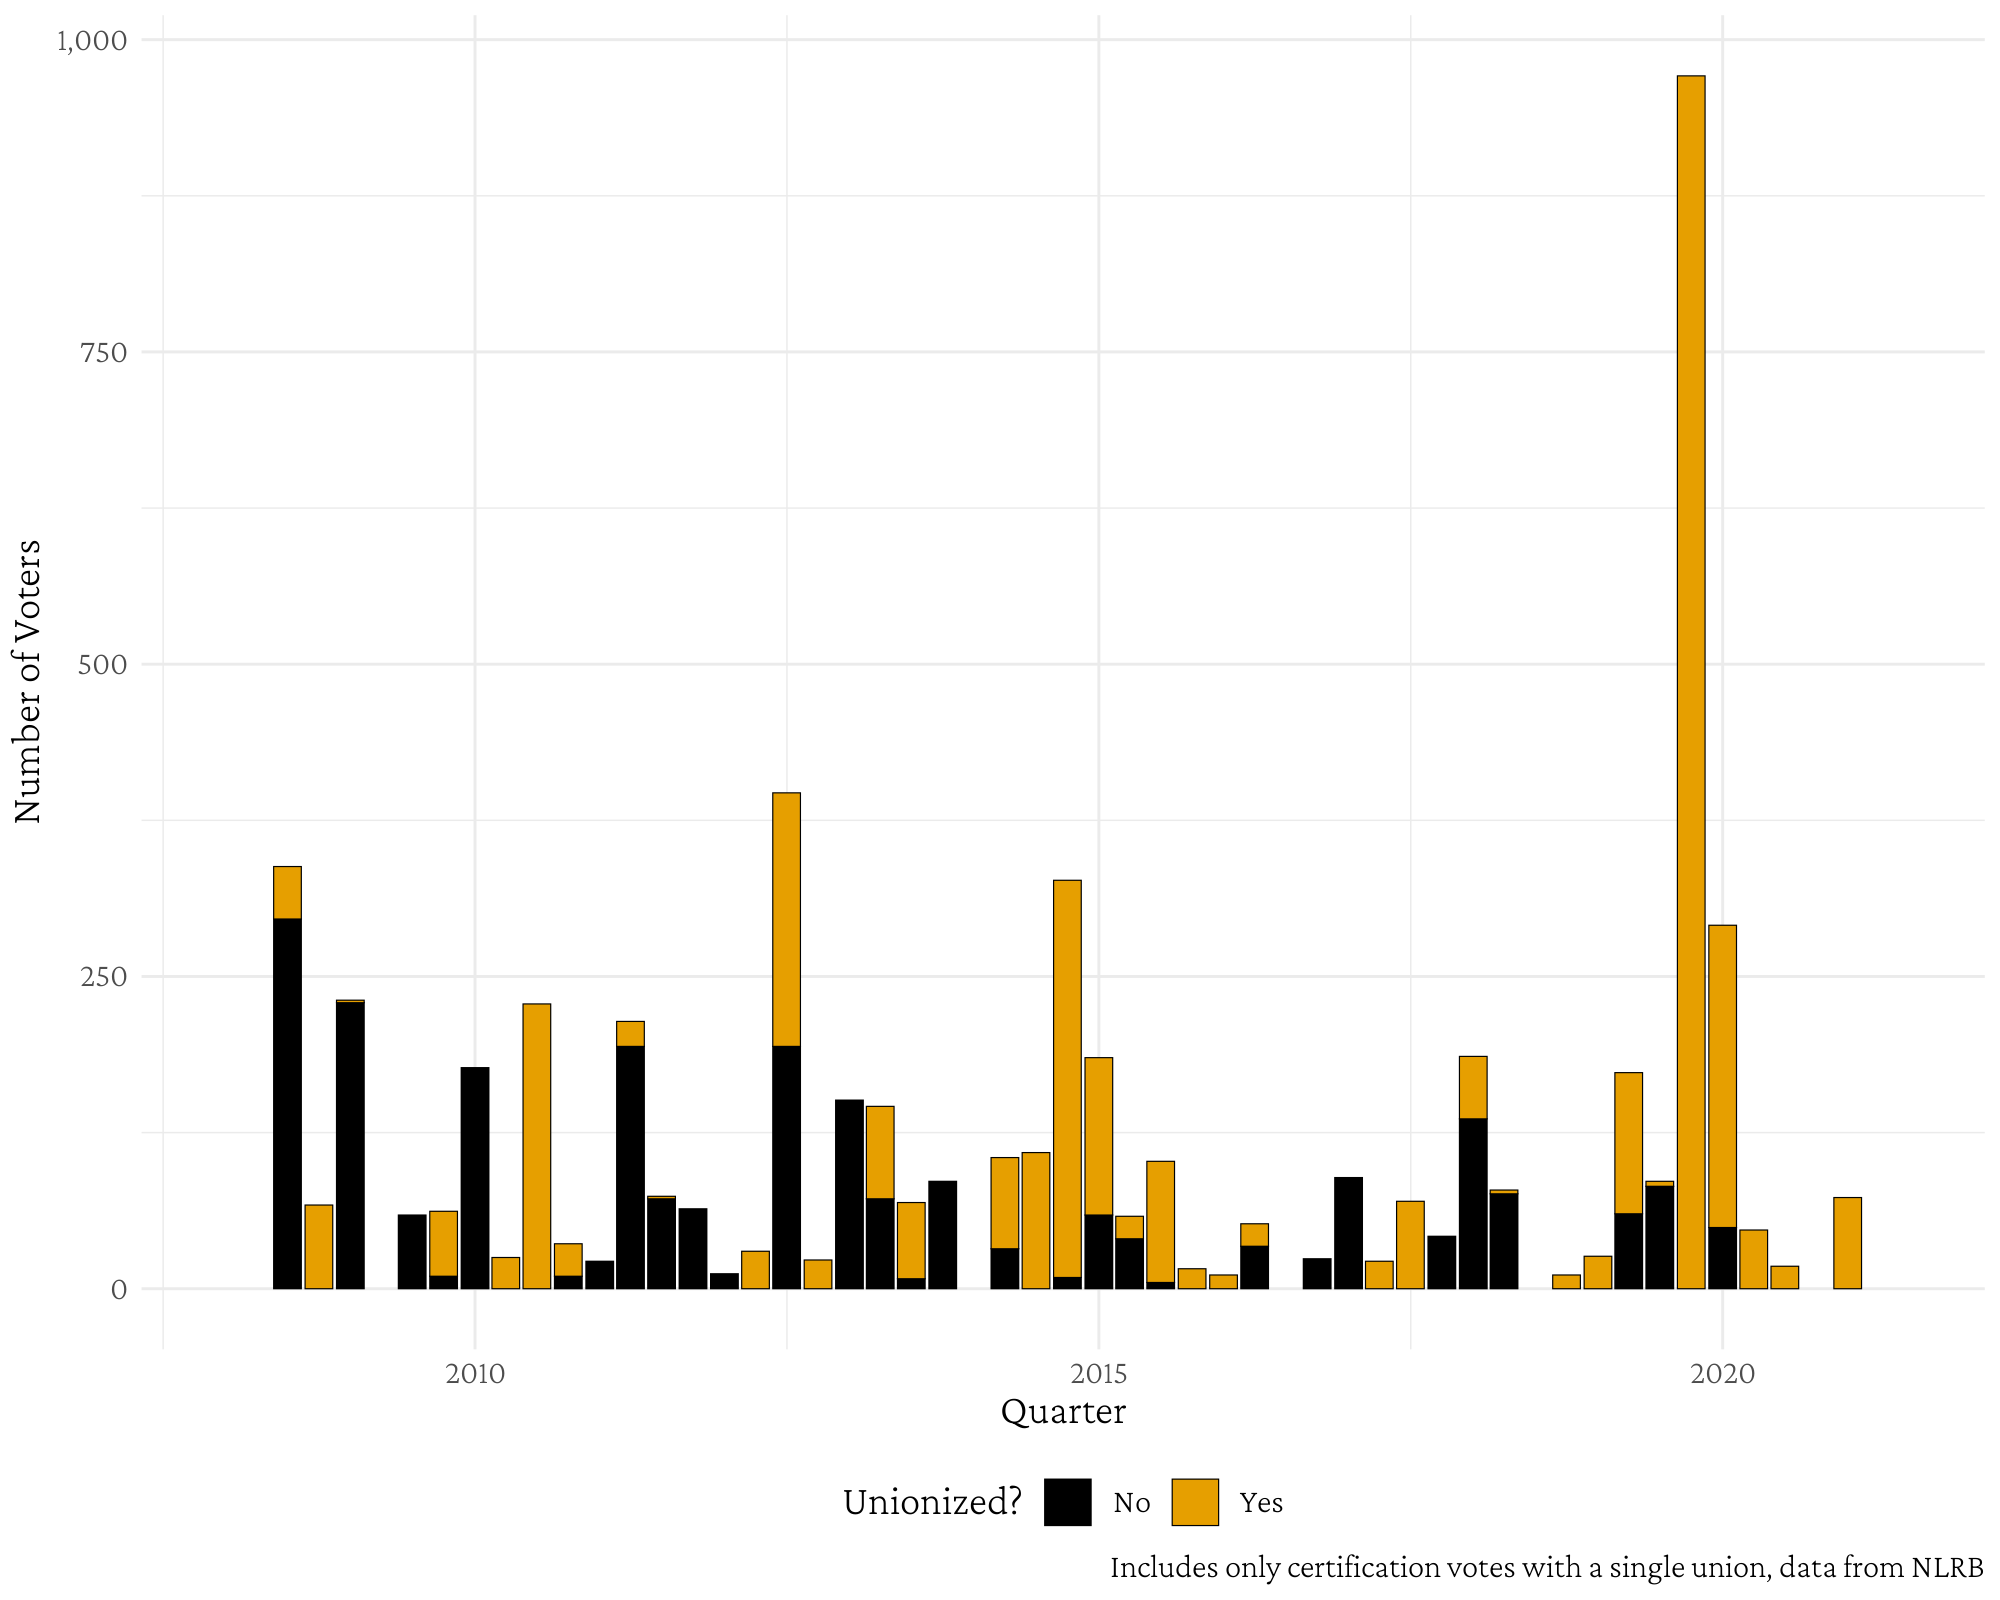 1,000
750
500
250
0
Number of Voters
2010 2015 2020
Quarter
Unionized? No Yes
Includes only certification votes with a single union, data from NLRB